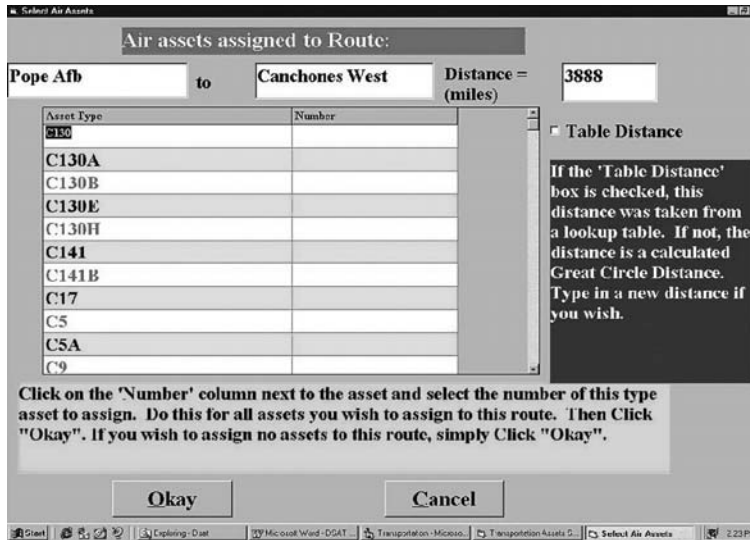 Select Air Assets
Air assets assigned to Route:
Pope Afb to Canchones West Distance = (miles) 3888
Asset Type Number
C130
C130A
C130B
C130E
C130H
C141
C141B
C17
C5
C5A
C9
Table Distance
If the 'Table Distance'
box is checked, this
distance was taken from
a lookup table. If not, the
distance is a calculated
Great Circle Distance.
Type in a new distance if
you wish.
Click on the 'Number' column next to the asset and select the number of this type
asset to assign. Do this for all assets you wish to assign to this route. Then Click
"Okay". If you wish to assign no assets to this route, simply Click "Okay".
Okay Cancel
Start Exploring - Dsat Microsoft Word - DSAT ... Transportation - Microso... Transportation Assets S... Select Air Assets 2:23